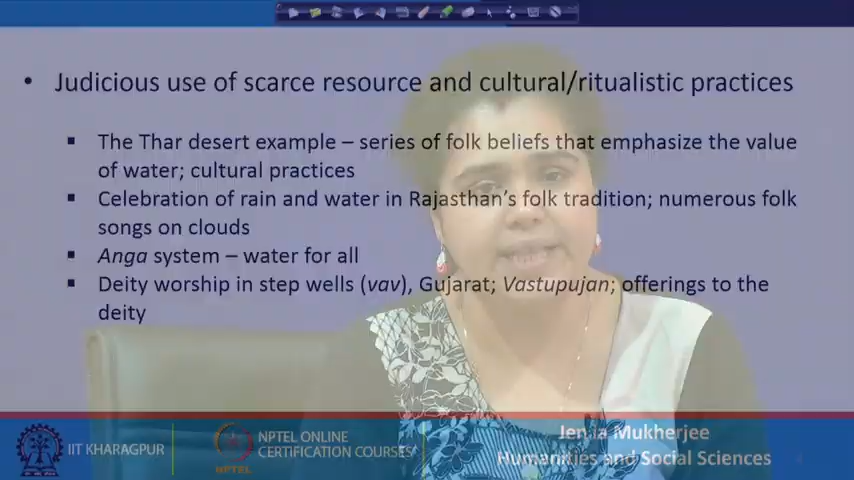 • Judicious use of scarce resource and cultural/ritualistic practices
▪ The Thar desert example – series of folk beliefs that emphasize the value
of water; cultural practices
▪ Celebration of rain and water in Rajasthan's folk tradition; numerous folk
songs on clouds
▪ Anga system – water for all
▪ Deity worship in step wells (vav), Gujarat; Vastupujan; offerings to the
deity
IIT KHARAGPUR
NPTEL
NPTEL ONLINE
CERTIFICATION COURSES
Mukherjee
Humanities and Social Sciences